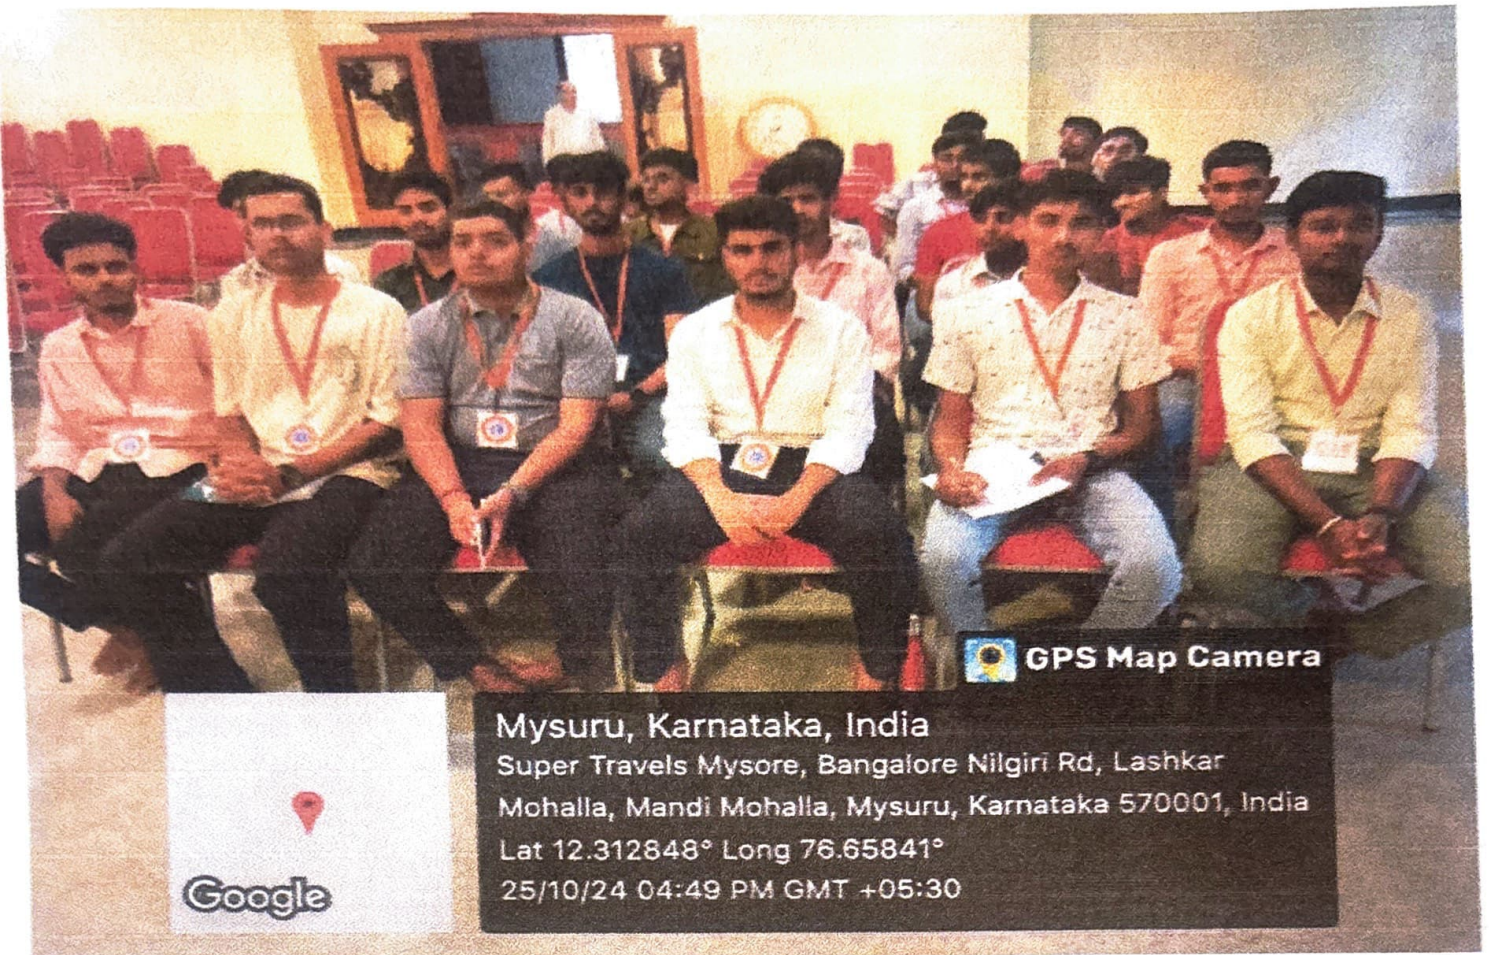 GPS Map Camera
Mysuru, Karnataka, India
Super Travels Mysore, Bangalore Nilgiri Rd, Lashkar
Mohalla, Mandi Mohalla, Mysuru, Karnataka 570001, India
Lat 12.312848° Long 76.65841°
25/10/24 04:49 PM GMT +05:30
Google